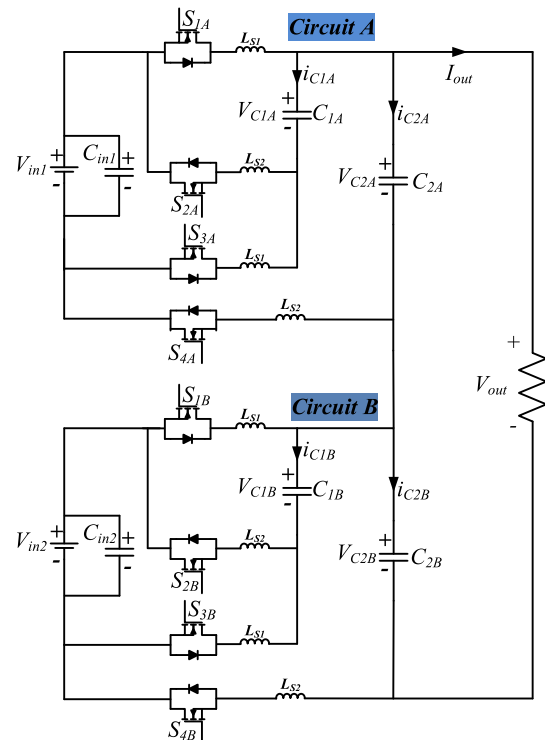 S1A
LS1
Circuit A
iC1A
Iout
VC1A
+
-
C1A
iC2A
Vin1
+
-
Cin1
+
-
LS2
S2A
VC2A
+
-
C2A
S3A
LS1
LS2
S4A
+
Vout
-
S1B
LS1
Circuit B
iC1B
VC1B
+
-
C1B
iC2B
Vin2
+
-
Cin2
+
-
LS2
S2B
VC2B
+
-
C2B
S3B
LS1
LS2
S4B